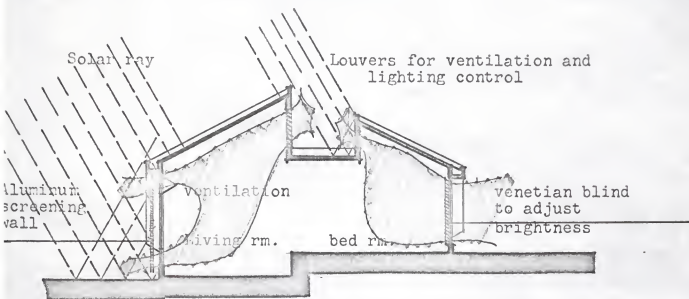 Solar ray
Louvers for ventilation and
lighting control
Aluminum
screening
wall
ventilation
venetian blind
to adjust
brightness
living rm.
bed rm.